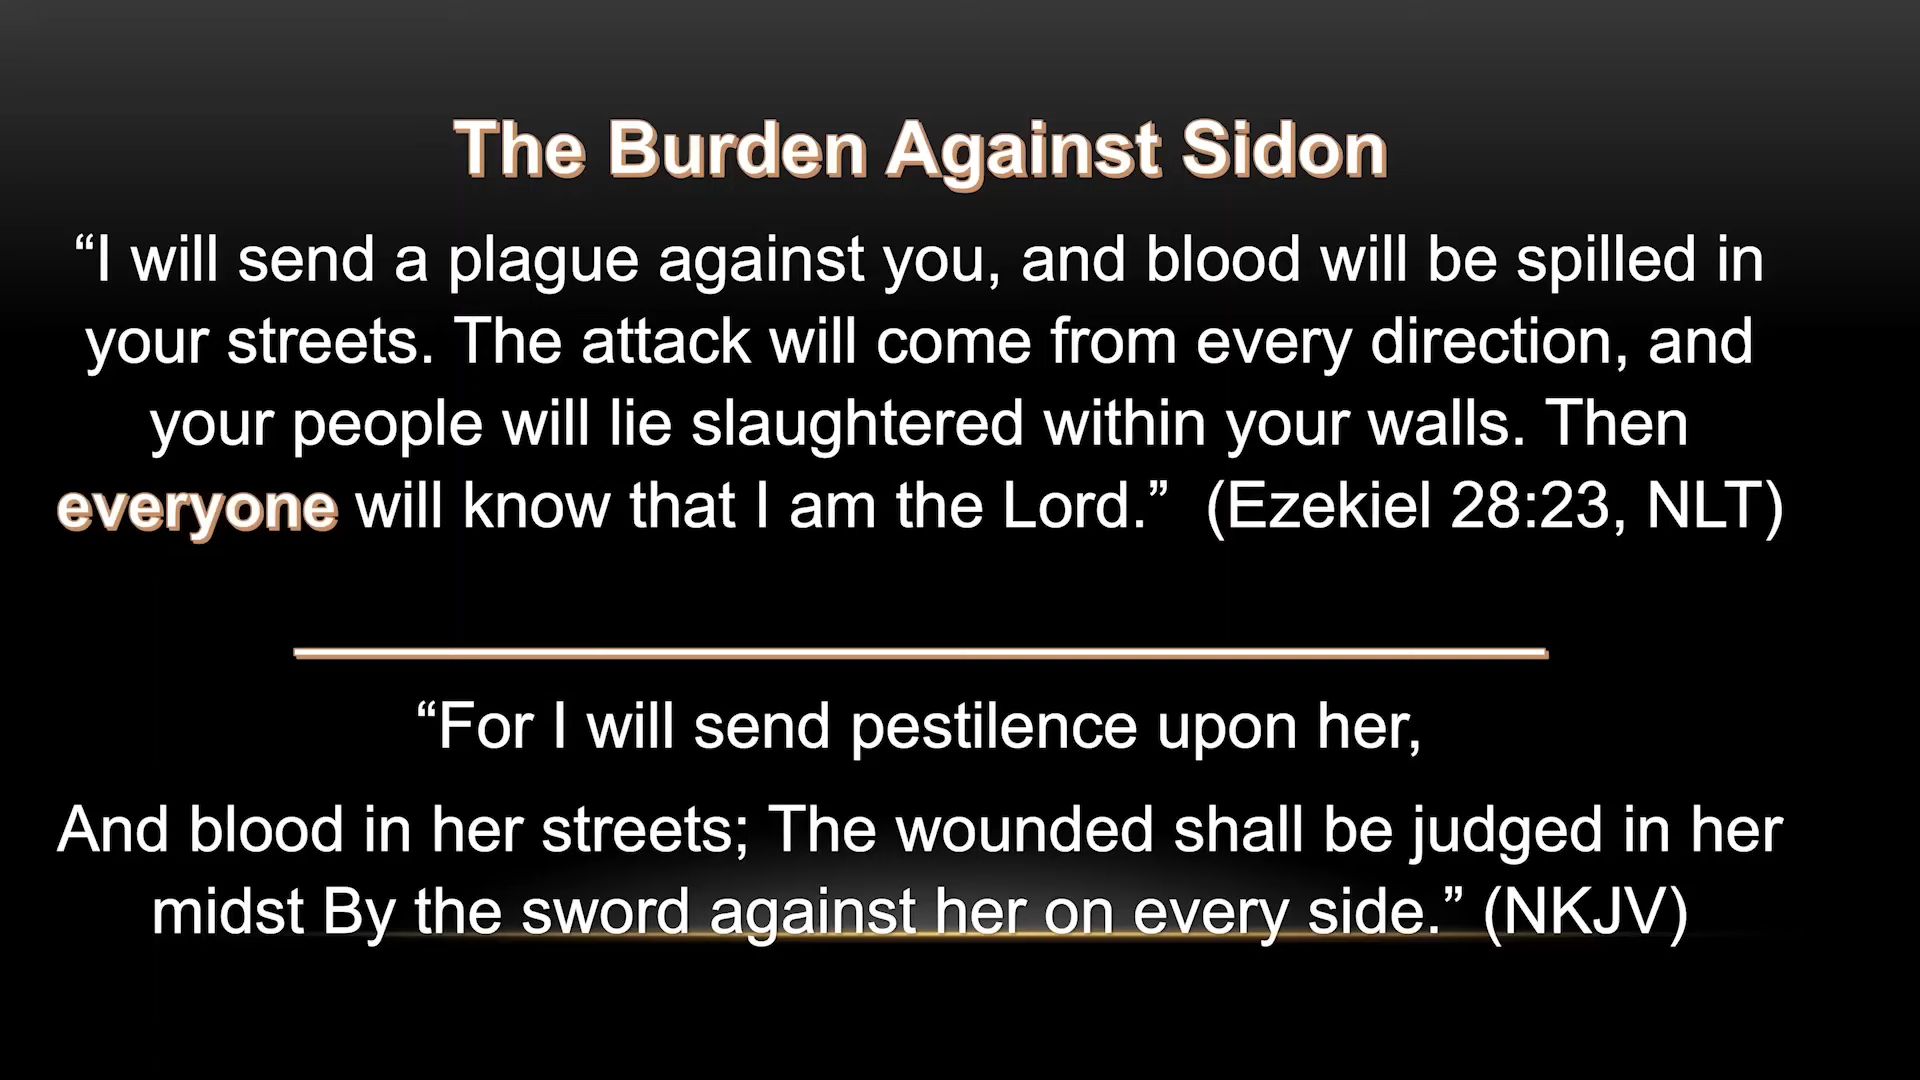 The Burden Against Sidon
“I will send a plague against you, and blood will be spilled in
your streets. The attack will come from every direction, and
your people will lie slaughtered within your walls. Then
everyone will know that I am the Lord.”  (Ezekiel 28:23, NLT)
“For I will send pestilence upon her,
And blood in her streets; The wounded shall be judged in her
midst By the sword against her on every side.” (NKJV)